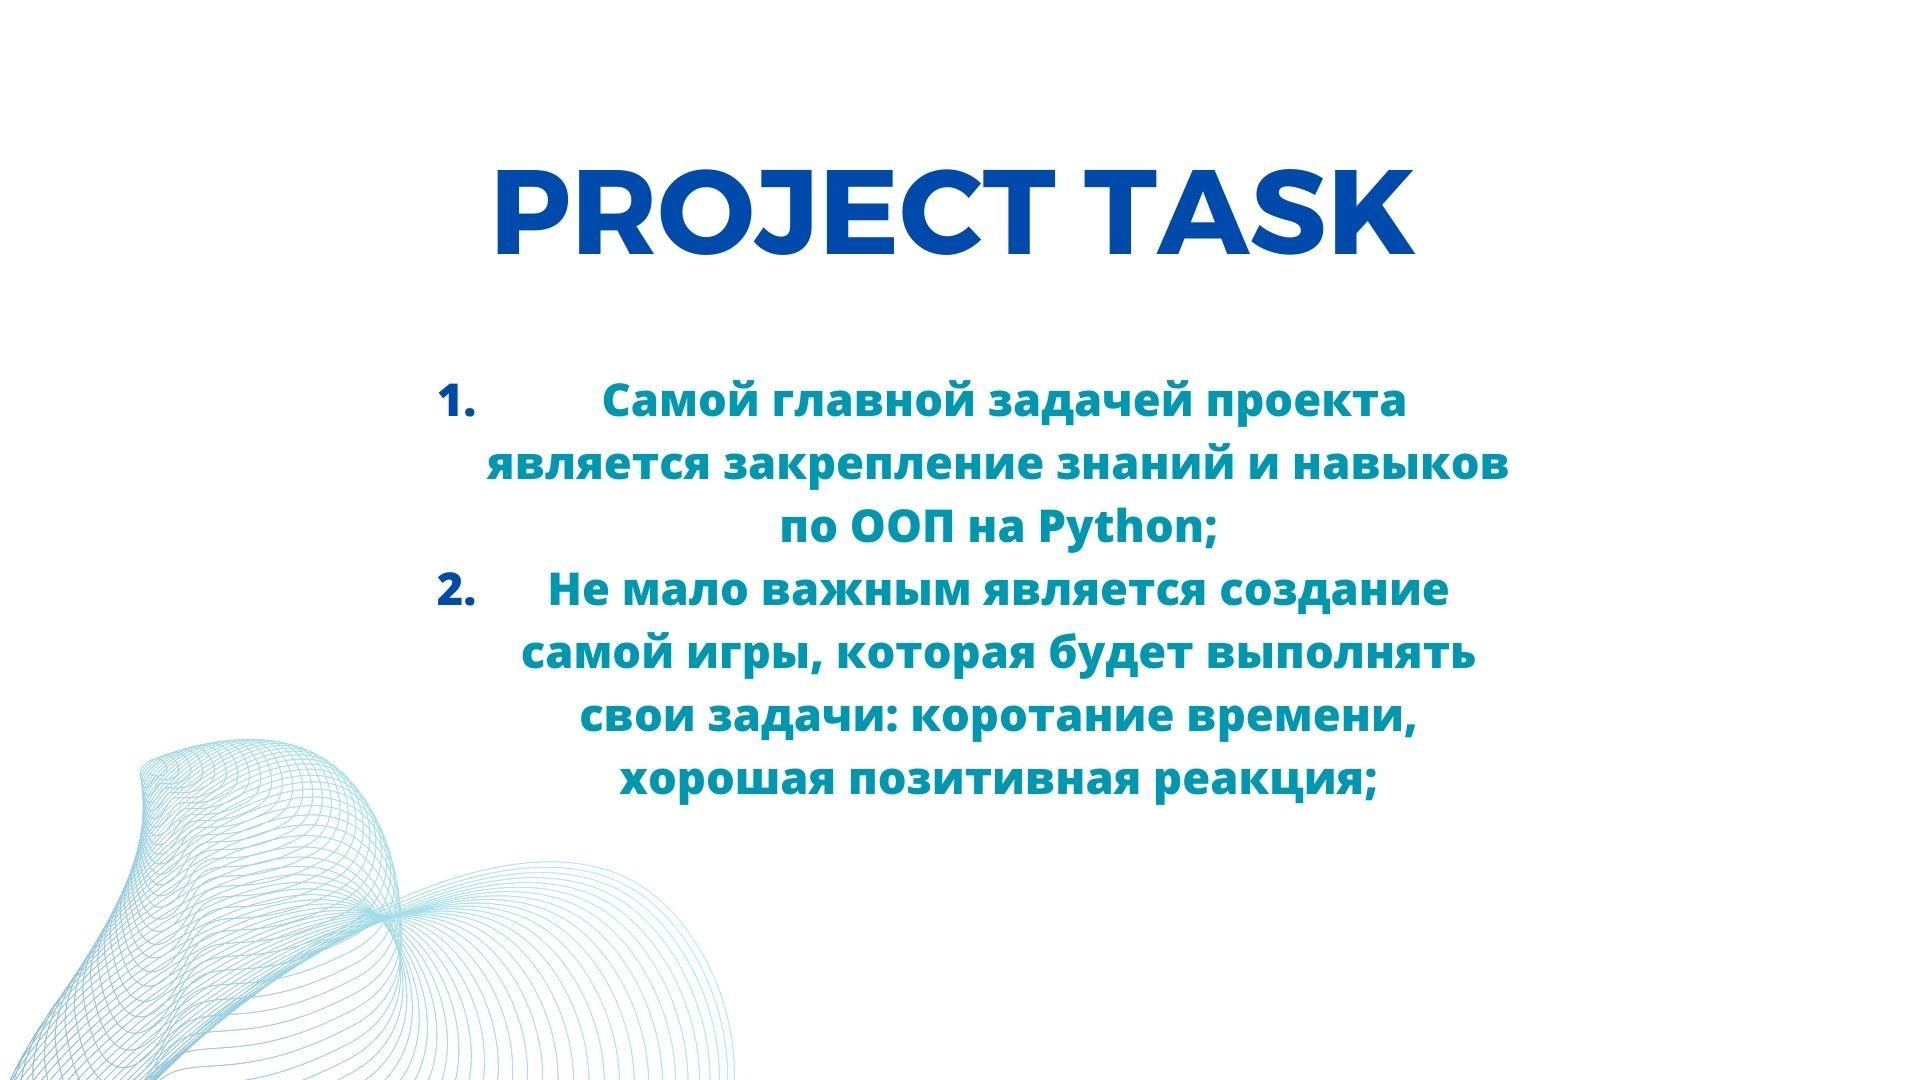 PROJECT TASK
1. Самой главной задачей проекта
является закрепление знаний и навыков
по ООП на Python;
2. Не мало важным является создание
самой игры, которая будет выполнять
свои задачи: коротание времени,
хорошая позитивная реакция;